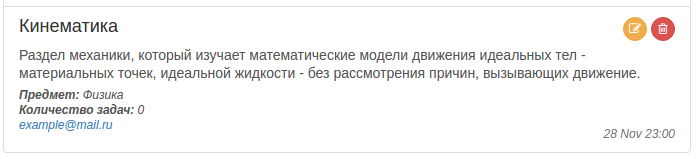 Кинематика
Раздел механики, который изучает математические модели движения идеальных тел -
материальных точек, идеальной жидкости - без рассмотрения причин, вызывающих движение.
Предмет: Физика
Количество задач: 0
example@mail.ru
28 Nov 23:00